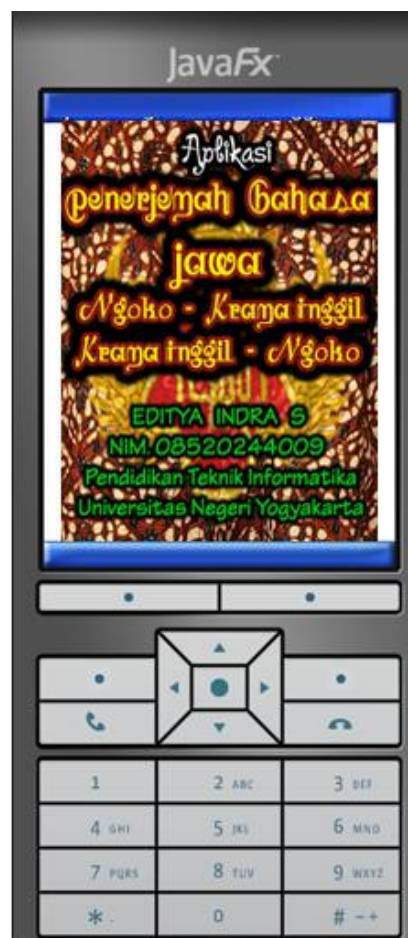 JavaFx
Aplikasi
penerjemah bahasa
jawa
Ngoko - Krama inggil
Krama inggil - Ngoko
EDITYA INDRA S
NIM. 08520244009
Pendidikan Teknik Informatika
Universitas Negeri Yogyakarta
1 2 ABC 3 DEF
4 GHI 5 JKL 6 MNO
7 PQRS 8 TUV 9 WXYZ
* . 0 # - +